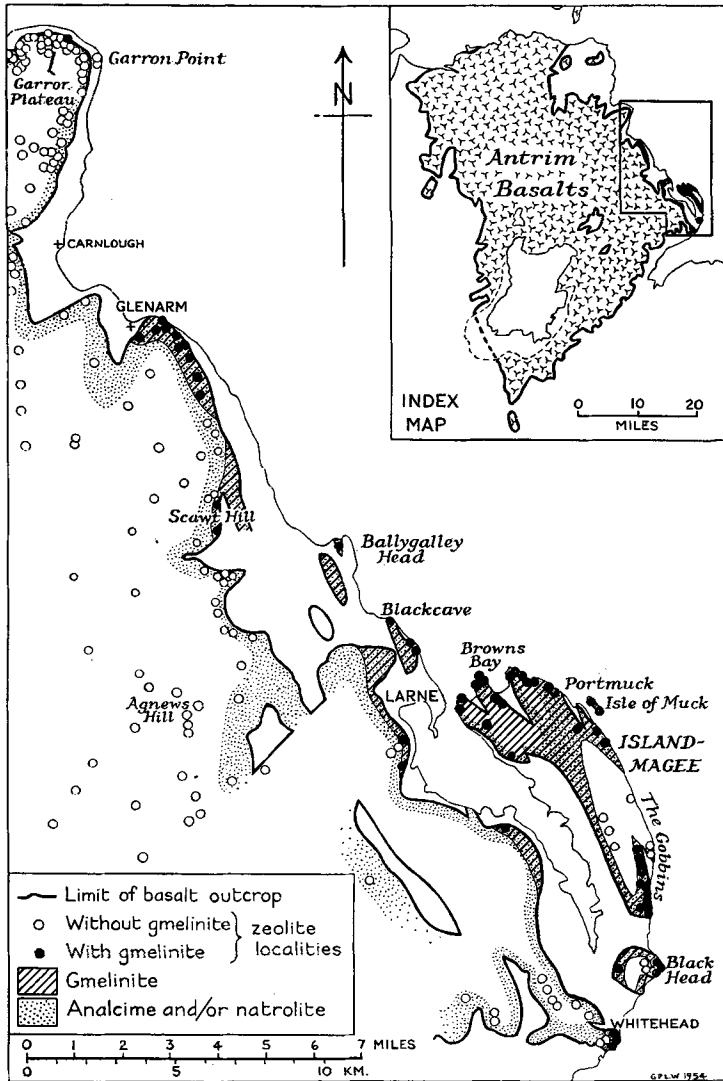 Garron Point
Garror.
Plateau
N
CARNLOUGH
GLENARM
Scawt Hill
Ballygalley
Head
Blackcave
Browns
Bay
Portmuck
Isle of Muck
LARNE
ISLAND-
MAGEE
Agnews
Hill
The Gobbins
Black
Head
WHITEHEAD
Antrim
Basalts
INDEX
MAP
0 10 20
MILES
Limit of basalt outcrop
Without gmelinite
With gmelinite
zeolite
localities
Gmelinite
Analcime and/or natrolite
0 1 2 3 4 5 6 7 MILES
0 5 10 KM.
G.P.L.W 1954